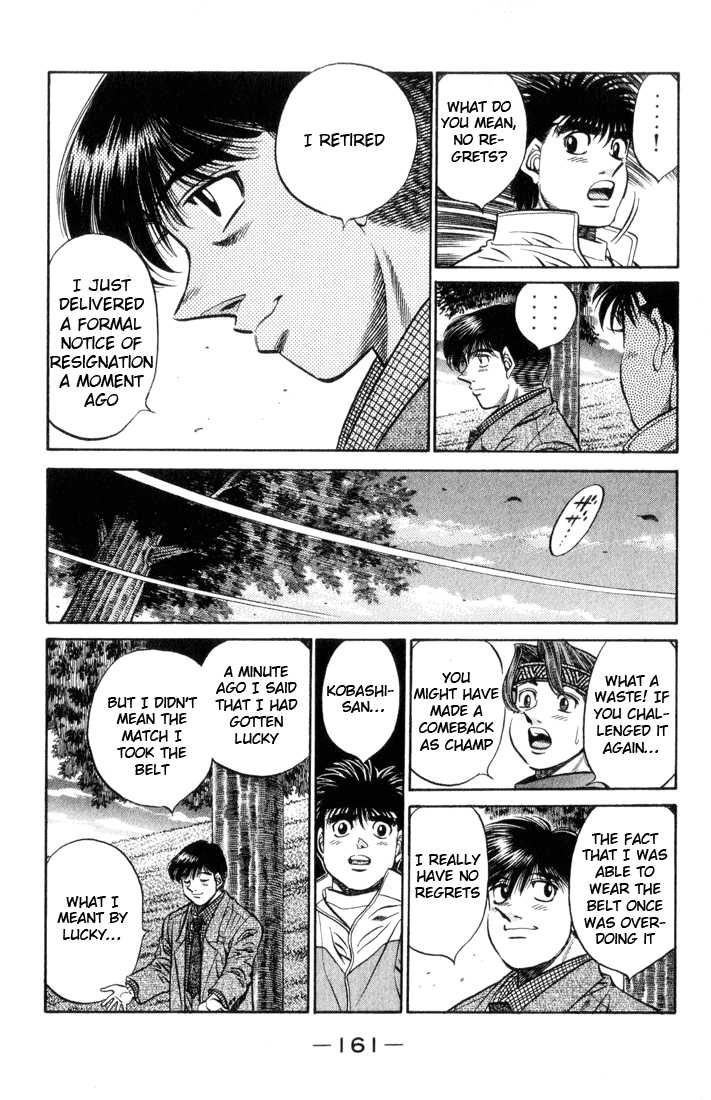 . . . . !
WHAT DO
YOU MEAN,
NO RE-
GRETS?
. . . .
. . . .
I RETIRED
I JUST
DELIVERED
A FORMAL
NOTICE OF
RESIGNATION
A MOMENT
AGO
ザ
ザ...
WHAT A
WASTE! IF
YOU CHAL-
LENGED IT
AGAIN...
YOU
MIGHT HAVE
MADE A
COMEBACK
AS CHAMP
THE FACT
THAT I WAS
ABLE TO
WEAR THE
BELT ONCE
WAS OVER-
DOING IT
I REALLY
HAVE NO
REGRETS
KOBASHI-
SAN...
A MINUTE
AGO I SAID
THAT I HAD
GOTTEN
LUCKY
BUT I DIDN'T
MEAN THE
MATCH I
TOOK THE
BELT
WHAT I
MEANT BY
LUCKY...
—161—